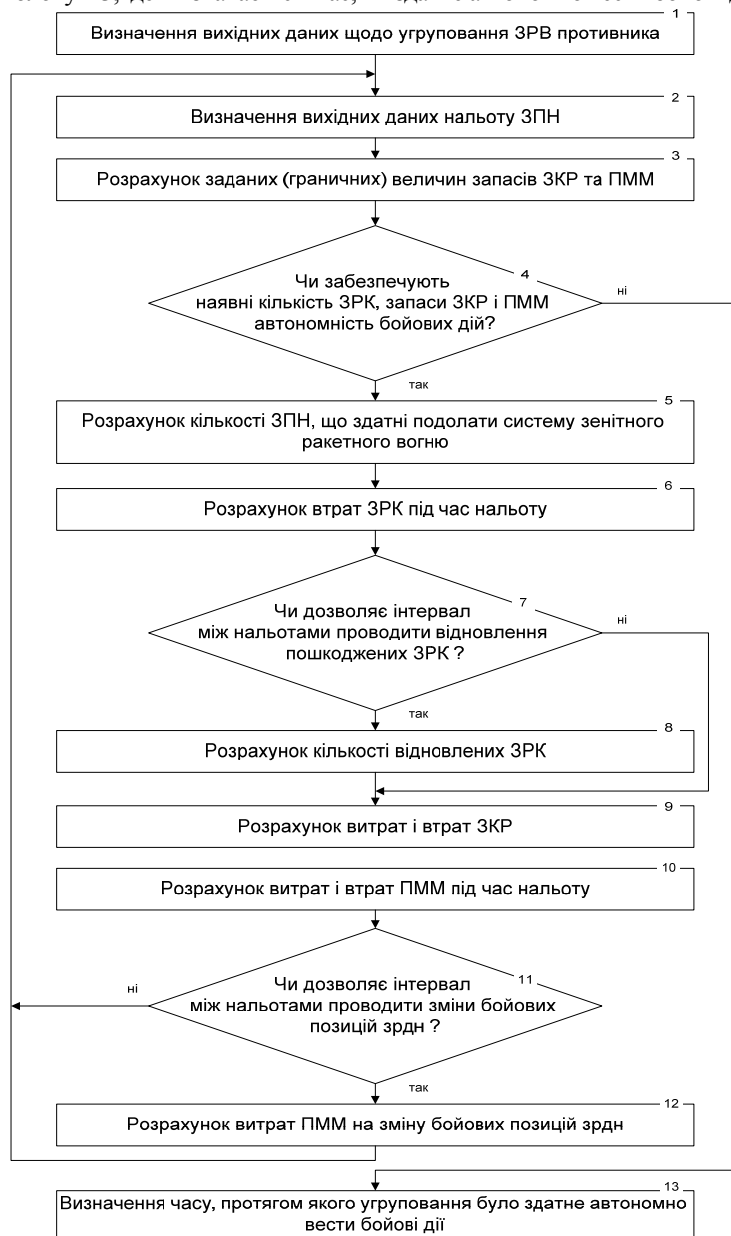 1
Визначення вихідних даних щодо угруповання ЗРВ противника
2
Визначення вихідних даних нальоту ЗПН
3
Розрахунок заданих (граничних) величин запасів ЗКР та ПММ
4
Чи забезпечують
наявні кількість ЗРК, запаси ЗКР і ПММ
автономність бойових дій?
ні
так
5
Розрахунок кількості ЗПН, що здатні подолати систему зенітного
ракетного вогню
6
Розрахунок втрат ЗРК під час нальоту
7
Чи дозволяє інтервал
між нальотами проводити відновлення
пошкоджених ЗРК ?
ні
так
8
Розрахунок кількості відновлених ЗРК
9
Розрахунок витрат і втрат ЗКР
10
Розрахунок витрат і втрат ПММ під час нальоту
11
Чи дозволяє інтервал
між нальотами проводити зміни бойових
позицій зрдн ?
ні
так
12
Розрахунок витрат ПММ на зміну бойових позицій зрдн
13
Визначення часу, протягом якого угруповання було здатне автономно
вести бойові дії